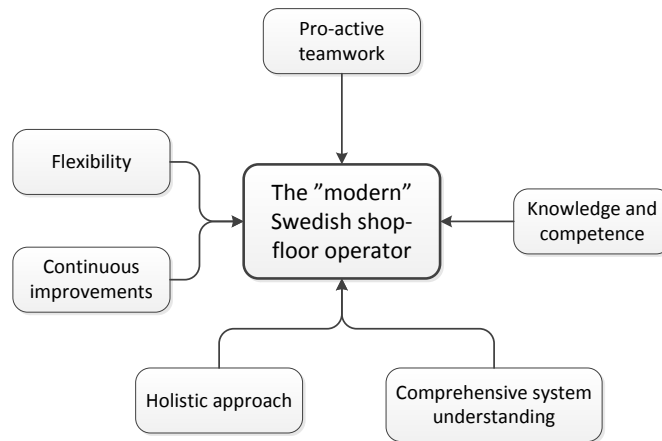 Pro-active
teamwork
Flexibility
The ”modern”
Swedish shop-
floor operator
Knowledge and
competence
Continuous
improvements
Holistic approach
Comprehensive system
understanding